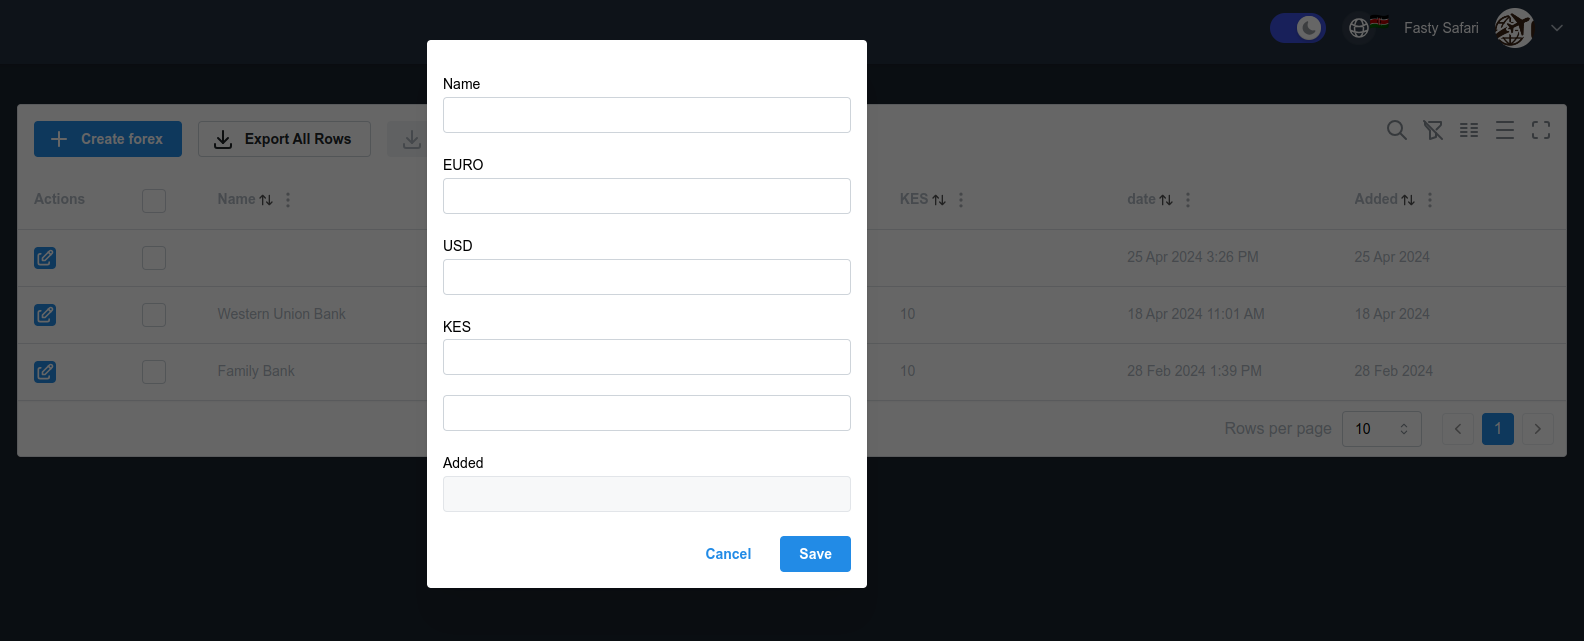 Fasty Safari
Name
EURO
USD
KES
Added
Cancel
Save
Create forex
Export All Rows
Actions
Name
KES
date
Added
25 Apr 2024 3:26 PM
25 Apr 2024
Western Union Bank
10
18 Apr 2024 11:01 AM
18 Apr 2024
Family Bank
10
28 Feb 2024 1:39 PM
28 Feb 2024
Rows per page
10
1